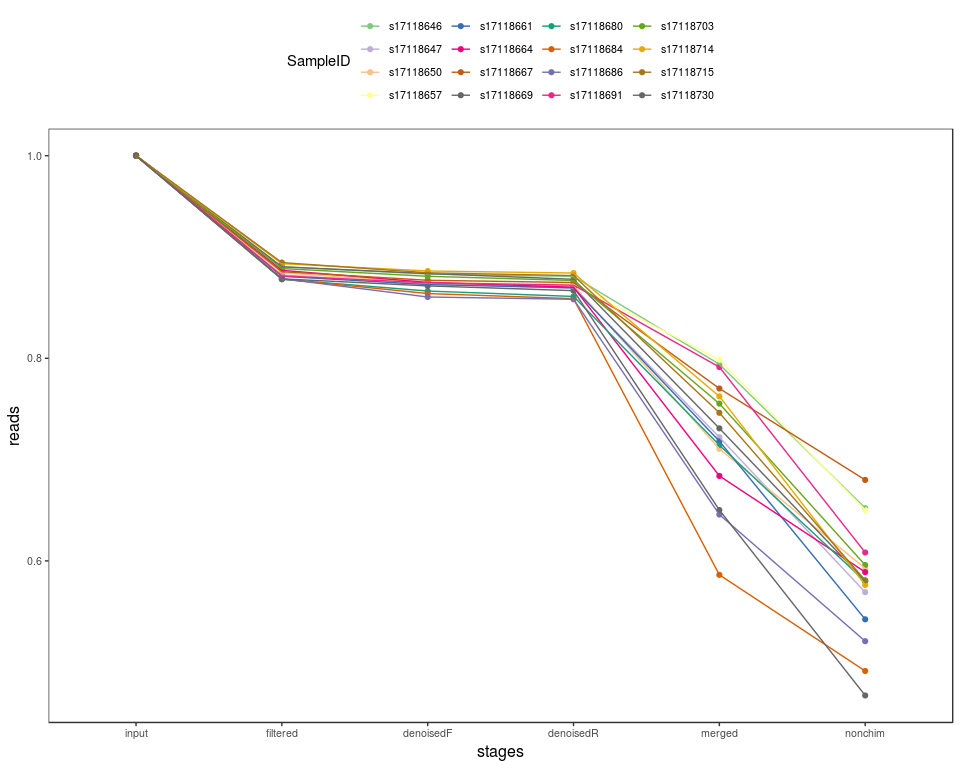 s17118646 s17118661 s17118680 s17118703
SampleID s17118647 s17118664 s17118684 s17118714
s17118650 s17118667 s17118686 s17118715
s17118657 s17118669 s17118691 s17118730
1.0
0.8
0.6
reads
input filtered denoisedF denoisedR merged nonchim
stages